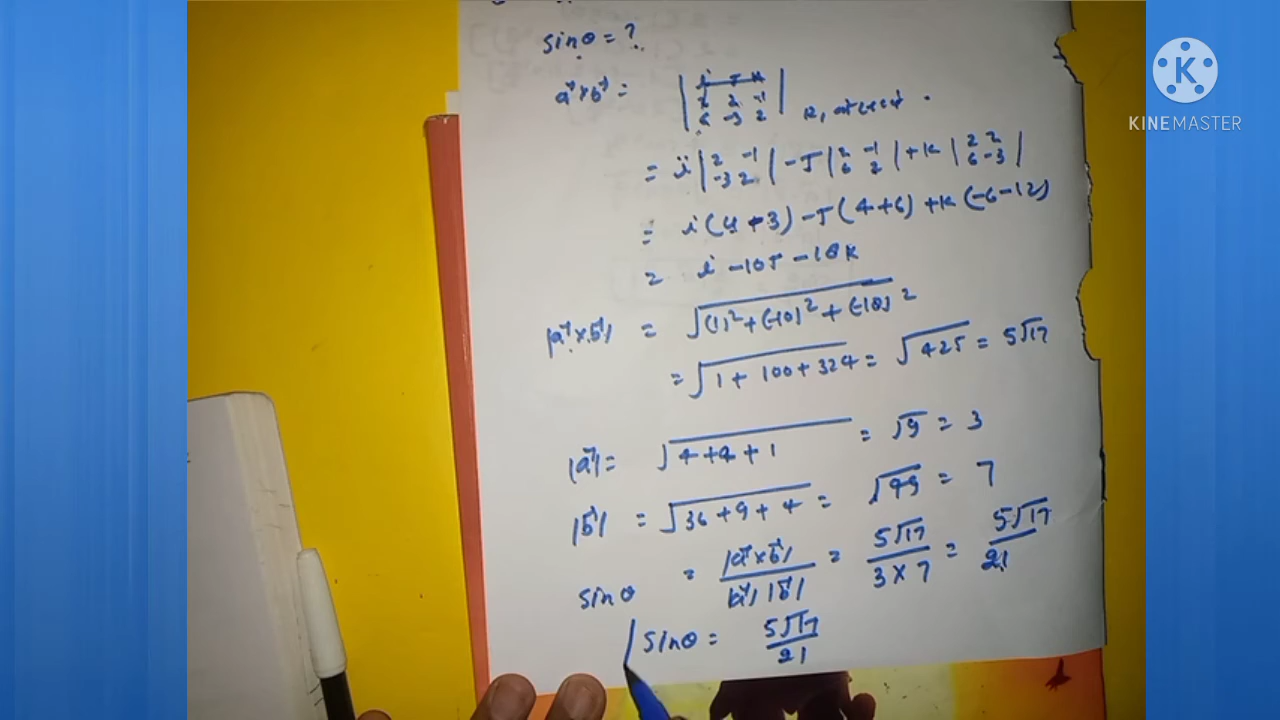 sinθ = ?
a⃗×b⃗ = | i J K |
2 2 -1
6 -3 2
= i | 2 -1 | - J | 2 -1 | + K | 2 2 |
-3 2 6 2 6 -3
= i(4-3) - J(4+6) + K(-6-12)
= i - 10J - 18K
|a⃗×b⃗| = √(1)²+(-10)²+(-18)²
= √1+100+324 = √425 = 5√17
|a⃗| = √4+4+1 = √9 = 3
|b⃗| = √36+9+4 = √49 = 7
sinθ = |a⃗×b⃗| / |a⃗| |b⃗| = 5√17 / 3×7 = 5√17 / 21
sinθ = 5√17 / 21
KINEMASTER